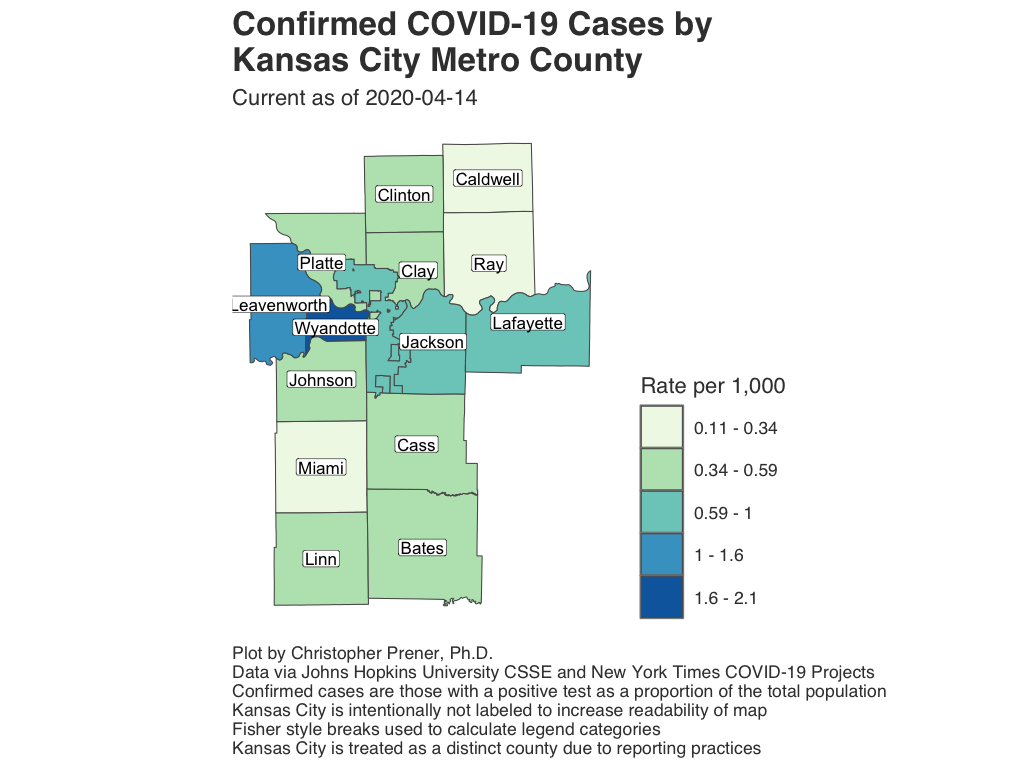 Confirmed COVID-19 Cases by
Kansas City Metro County
Current as of 2020-04-14
Caldwell
Clinton
Platte
Clay
Ray
Leavenworth
Wyandotte
Lafayette
Jackson
Johnson
Cass
Miami
Bates
Linn
Rate per 1,000
0.11 - 0.34
0.34 - 0.59
0.59 - 1
1 - 1.6
1.6 - 2.1
Plot by Christopher Prener, Ph.D.
Data via Johns Hopkins University CSSE and New York Times COVID-19 Projects
Confirmed cases are those with a positive test as a proportion of the total population
Kansas City is intentionally not labeled to increase readability of map
Fisher style breaks used to calculate legend categories
Kansas City is treated as a distinct county due to reporting practices